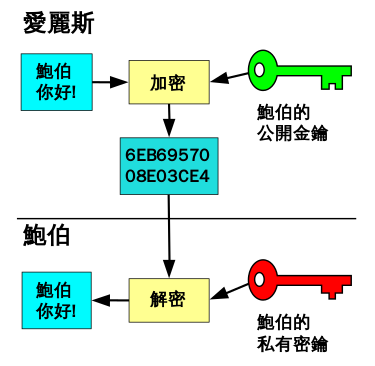 愛麗斯
鮑伯
你好!
加密
鮑伯的
公開金鑰
6EB69570
08E03CE4
鮑伯
鮑伯
你好!
解密
鮑伯的
私有密鑰